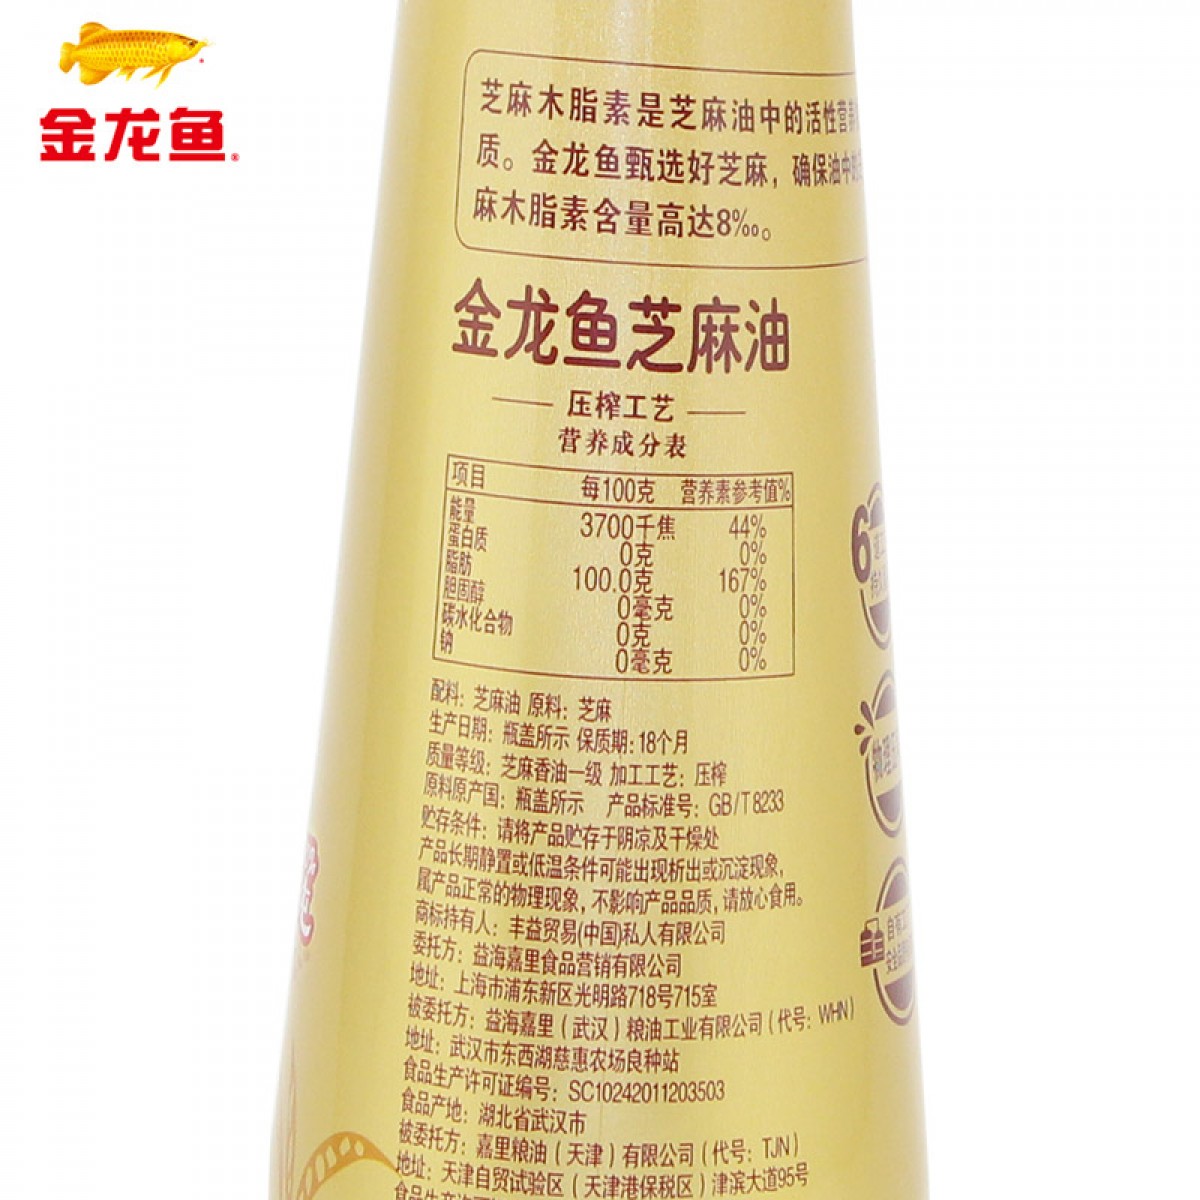 金龙鱼®
芝麻木脂素是芝麻油中的活性营养
质。金龙鱼甄选好芝麻，确保油中的
麻木脂素含量高达8‰。
金龙鱼芝麻油
压榨工艺
营养成分表
项目 每100克 营养素参考值%
能量 3700千焦 44%
蛋白质 0克 0%
脂肪 100.0克 167%
胆固醇 0毫克 0%
碳水化合物 0克 0%
钠 0毫克 0%
配料：芝麻油 原料：芝麻
生产日期：瓶盖所示 保质期：18个月
质量等级：芝麻香油一级 加工工艺：压榨
原料原产国：瓶盖所示 产品标准号：GB/T 8233
贮存条件：请将产品贮存于阴凉及干燥处
产品长期静置或低温条件可能出现析出或沉淀现象，
属产品正常的物理现象，不影响产品品质，请放心食用。
商标持有人：丰益贸易(中国)私人有限公司
委托方：益海嘉里食品营销有限公司
地址：上海市浦东新区光明路718号715室
被委托方：益海嘉里（武汉）粮油工业有限公司（代号：WHN）
地址：武汉市东西湖慈惠农场良种站
食品生产许可证编号：SC10242011203503
食品产地：湖北省武汉市
被委托方：嘉里粮油（天津）有限公司（代号：TJN）
地址：天津自贸试验区（天津港保税区）津滨大道95号
6
物理
自有工